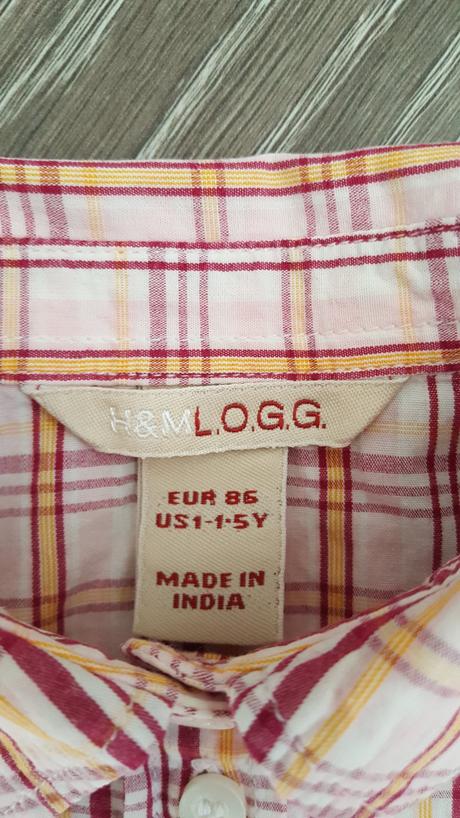 H&M L.O.G.G.
EUR 86
US1-1·5Y
MADE IN
INDIA